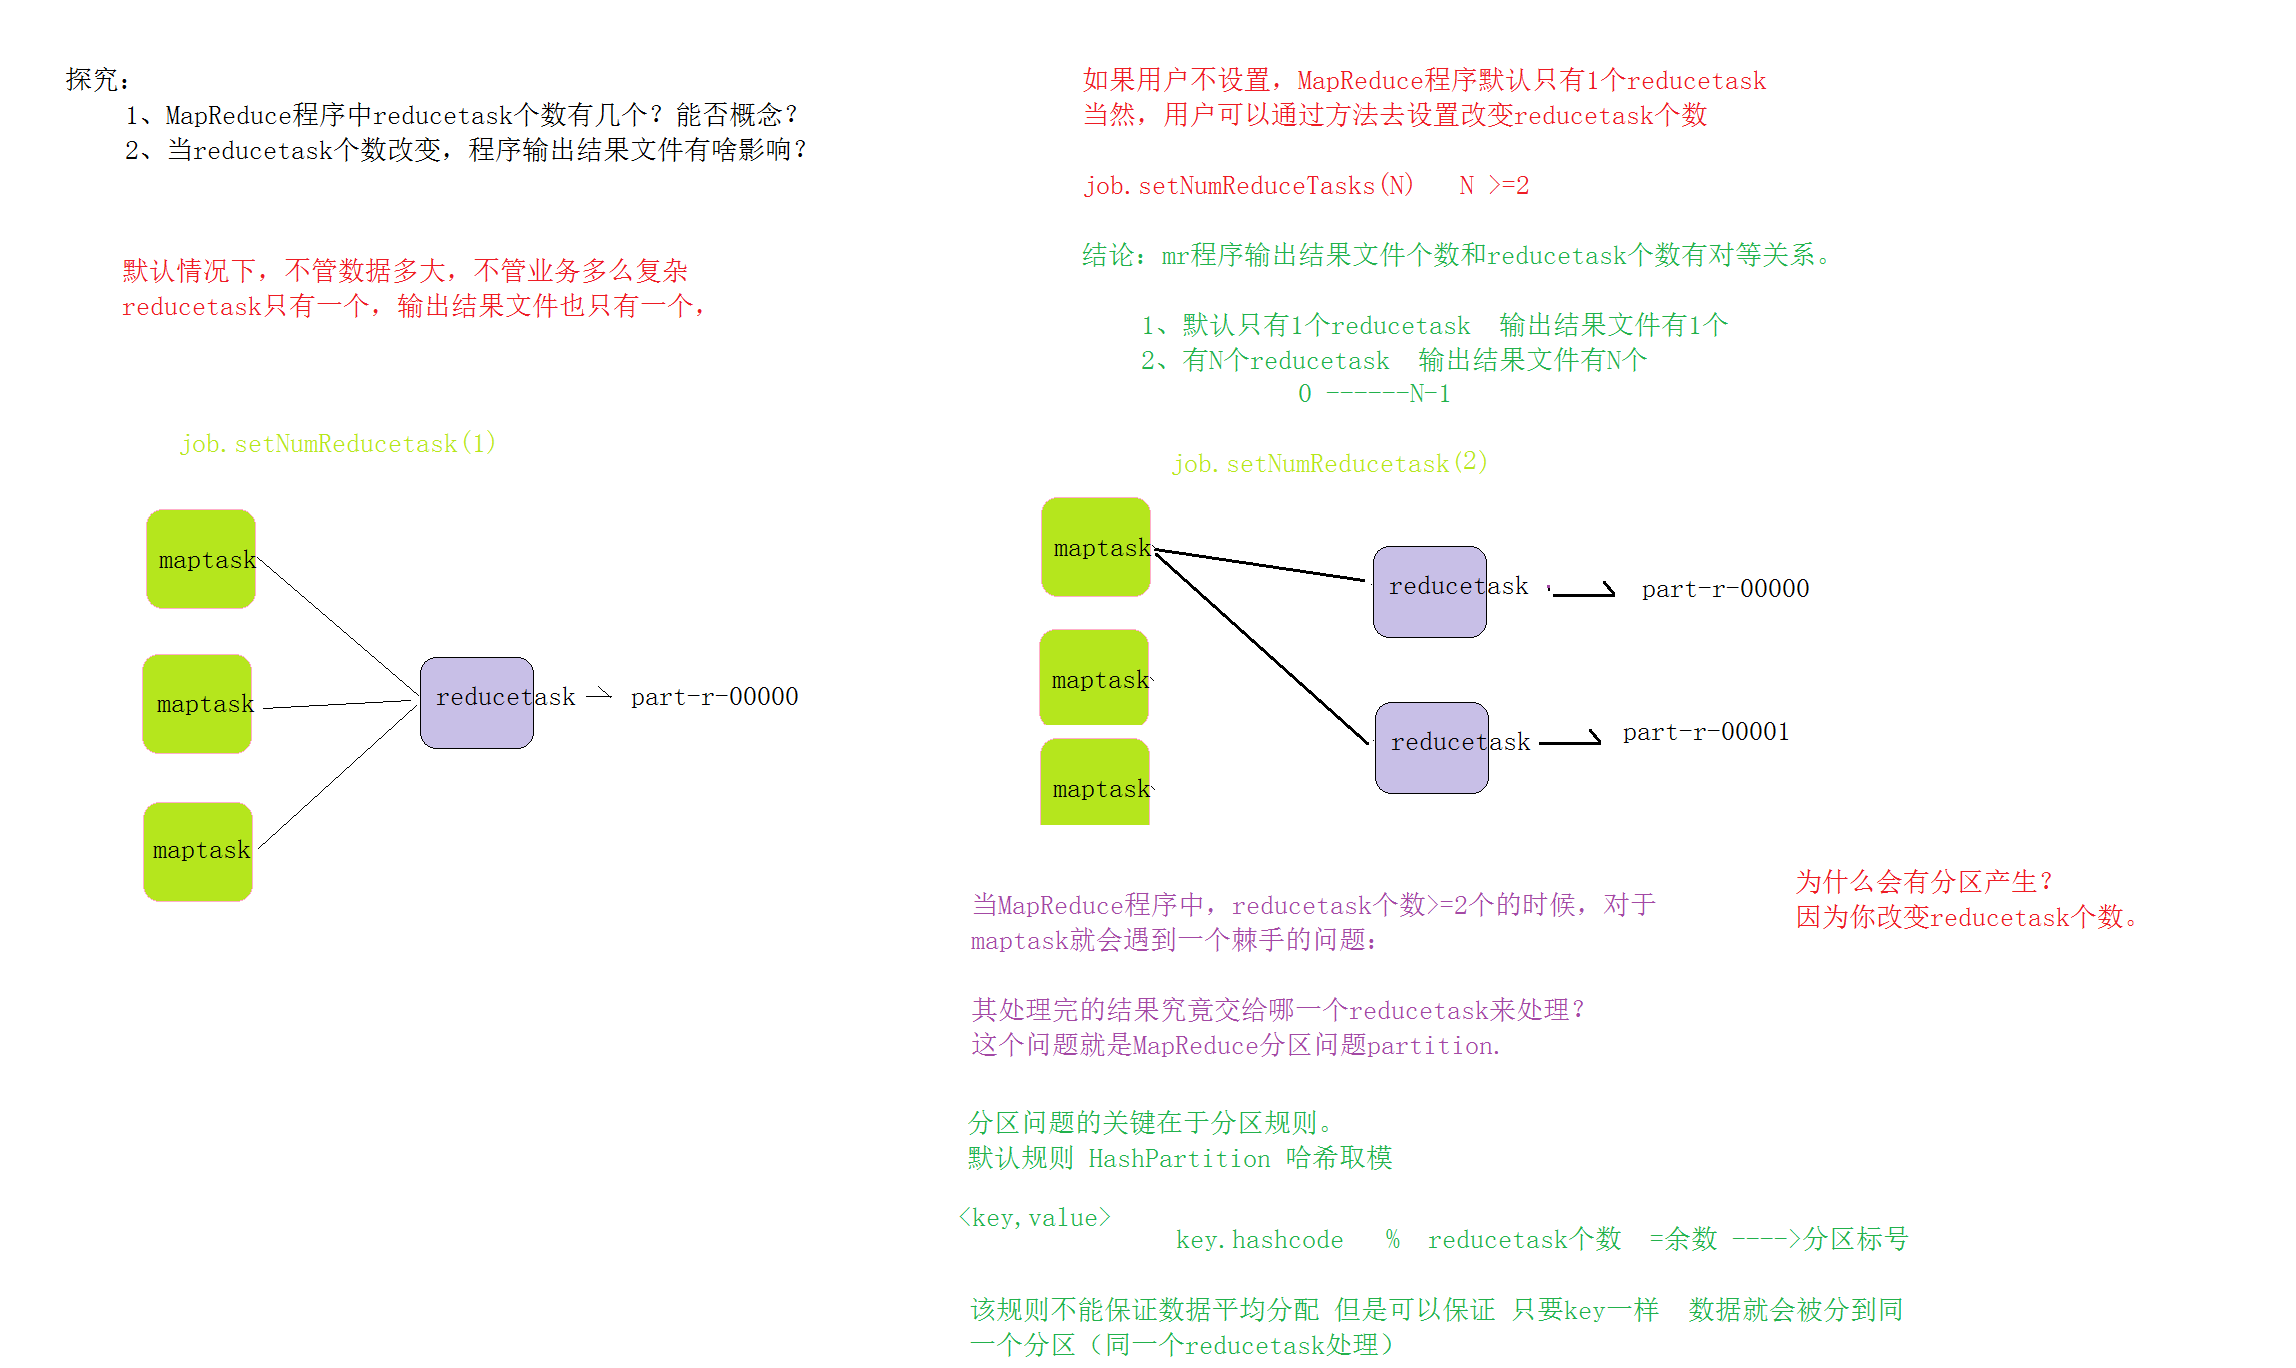 探究：
1、MapReduce程序中reducetask个数有几个？能否概念？
2、当reducetask个数改变，程序输出结果文件有啥影响？
默认情况下，不管数据多大，不管业务多么复杂
reducetask只有一个，输出结果文件也只有一个，
job.setNumReducetask(1)
maptask
maptask
maptask
reducetask
part-r-00000
如果用户不设置，MapReduce程序默认只有1个reducetask
当然，用户可以通过方法去设置改变reducetask个数
job.setNumReduceTasks(N) N >=2
结论：mr程序输出结果文件个数和reducetask个数有对等关系。
1、默认只有1个reducetask 输出结果文件有1个
2、有N个reducetask 输出结果文件有N个
0 ------N-1
job.setNumReducetask(2)
maptask
maptask
maptask
reducetask
part-r-00000
reducetask
part-r-00001
为什么会有分区产生？
因为你改变reducetask个数。
当MapReduce程序中，reducetask个数>=2个的时候，对于
maptask就会遇到一个棘手的问题：
其处理完的结果究竟交给哪一个reducetask来处理？
这个问题就是MapReduce分区问题partition.
分区问题的关键在于分区规则。
默认规则 HashPartition 哈希取模
<key,value>
key.hashcode % reducetask个数 =余数 ---->分区标号
该规则不能保证数据平均分配 但是可以保证 只要key一样 数据就会被分到同
一个分区（同一个reducetask处理）